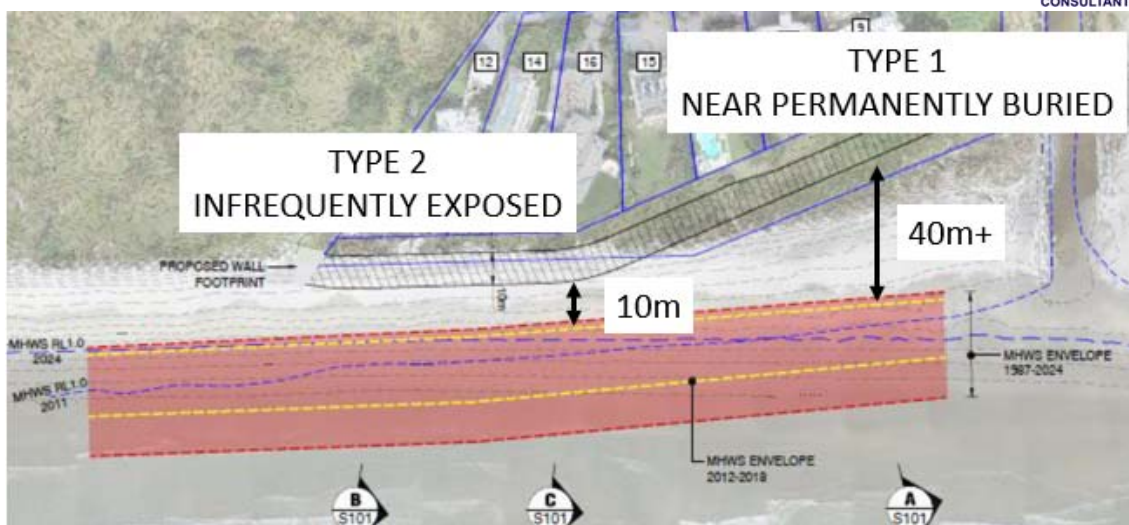 CONSULTANT
12
14
16
15
9
TYPE 1
NEAR PERMANENTLY BURIED
TYPE 2
INFREQUENTLY EXPOSED
PROPOSED WALL
FOOTPRINT
10m
10m
40m+
MHWS RL1.0
2024
MHWS RL1.0
2011
MHWS ENVELOPE
1987-2024
MHWS ENVELOPE
2012-2018
B
S101
C
S101
A
S101